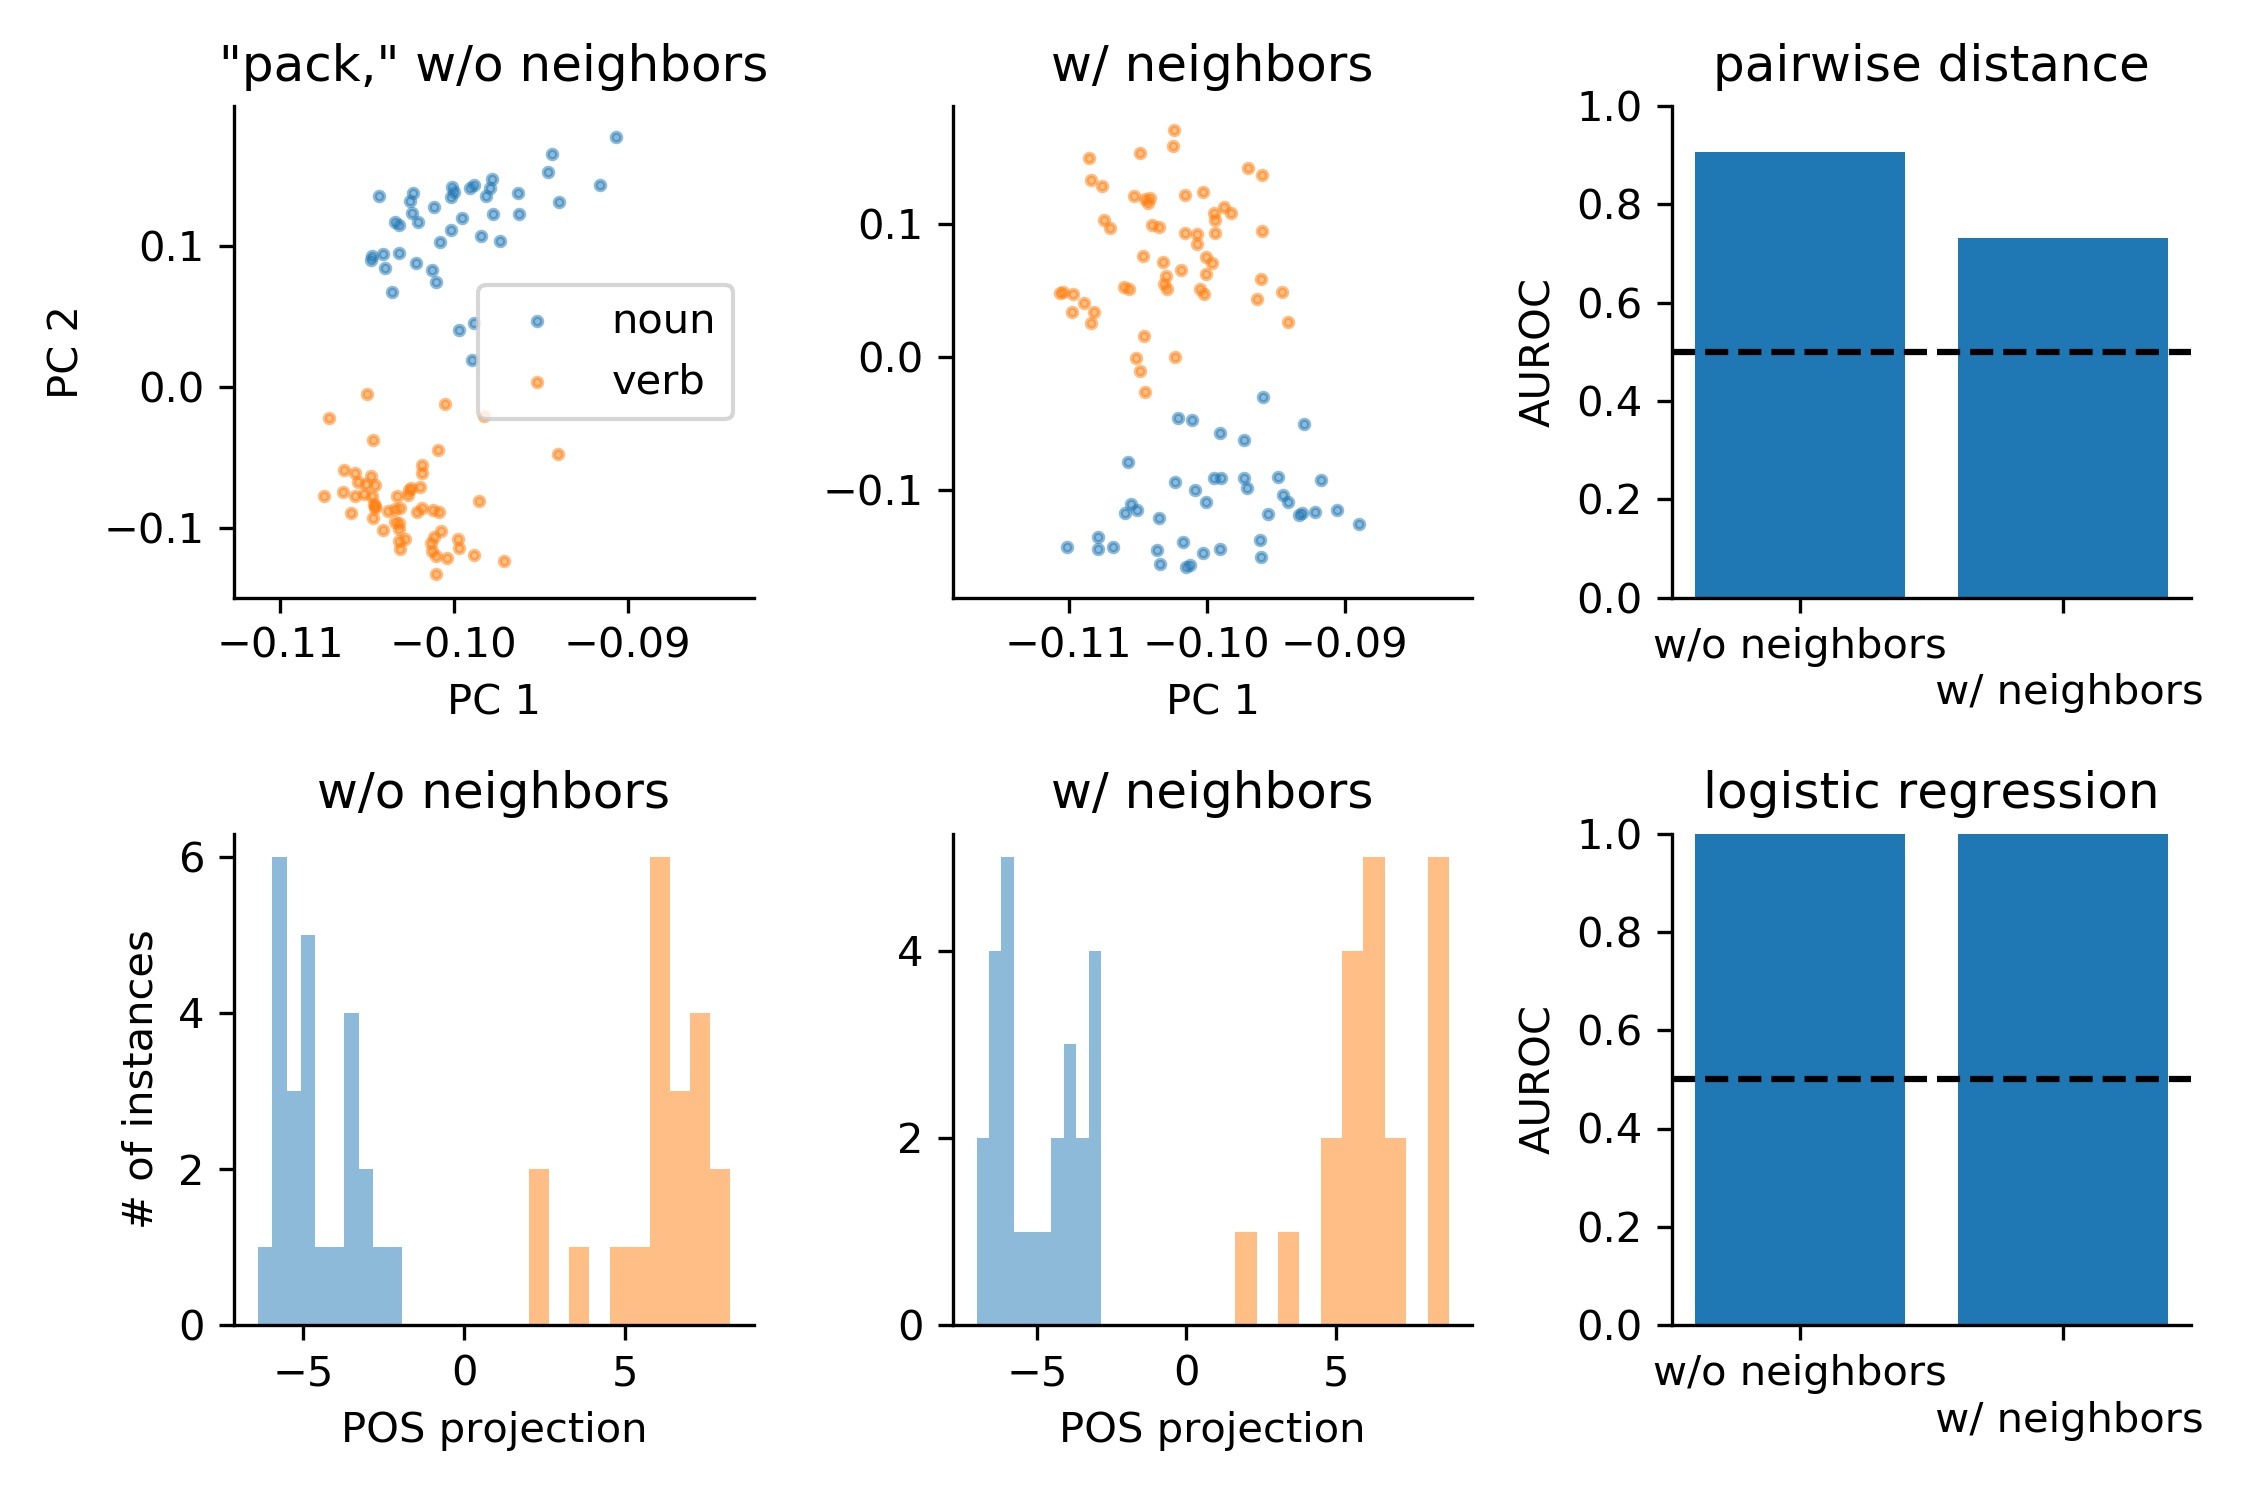 "pack," w/o neighbors
PC 2
0.1
0.0
−0.1
noun
verb
−0.11 −0.10 −0.09
PC 1
w/ neighbors
0.1
0.0
−0.1
−0.11 −0.10 −0.09
PC 1
pairwise distance
AUROC
1.0
0.8
0.6
0.4
0.2
0.0
w/o neighbors
w/ neighbors
w/o neighbors
# of instances
6
4
2
0
−5 0 5
POS projection
w/ neighbors
4
2
0
−5 0 5
POS projection
logistic regression
AUROC
1.0
0.8
0.6
0.4
0.2
0.0
w/o neighbors
w/ neighbors